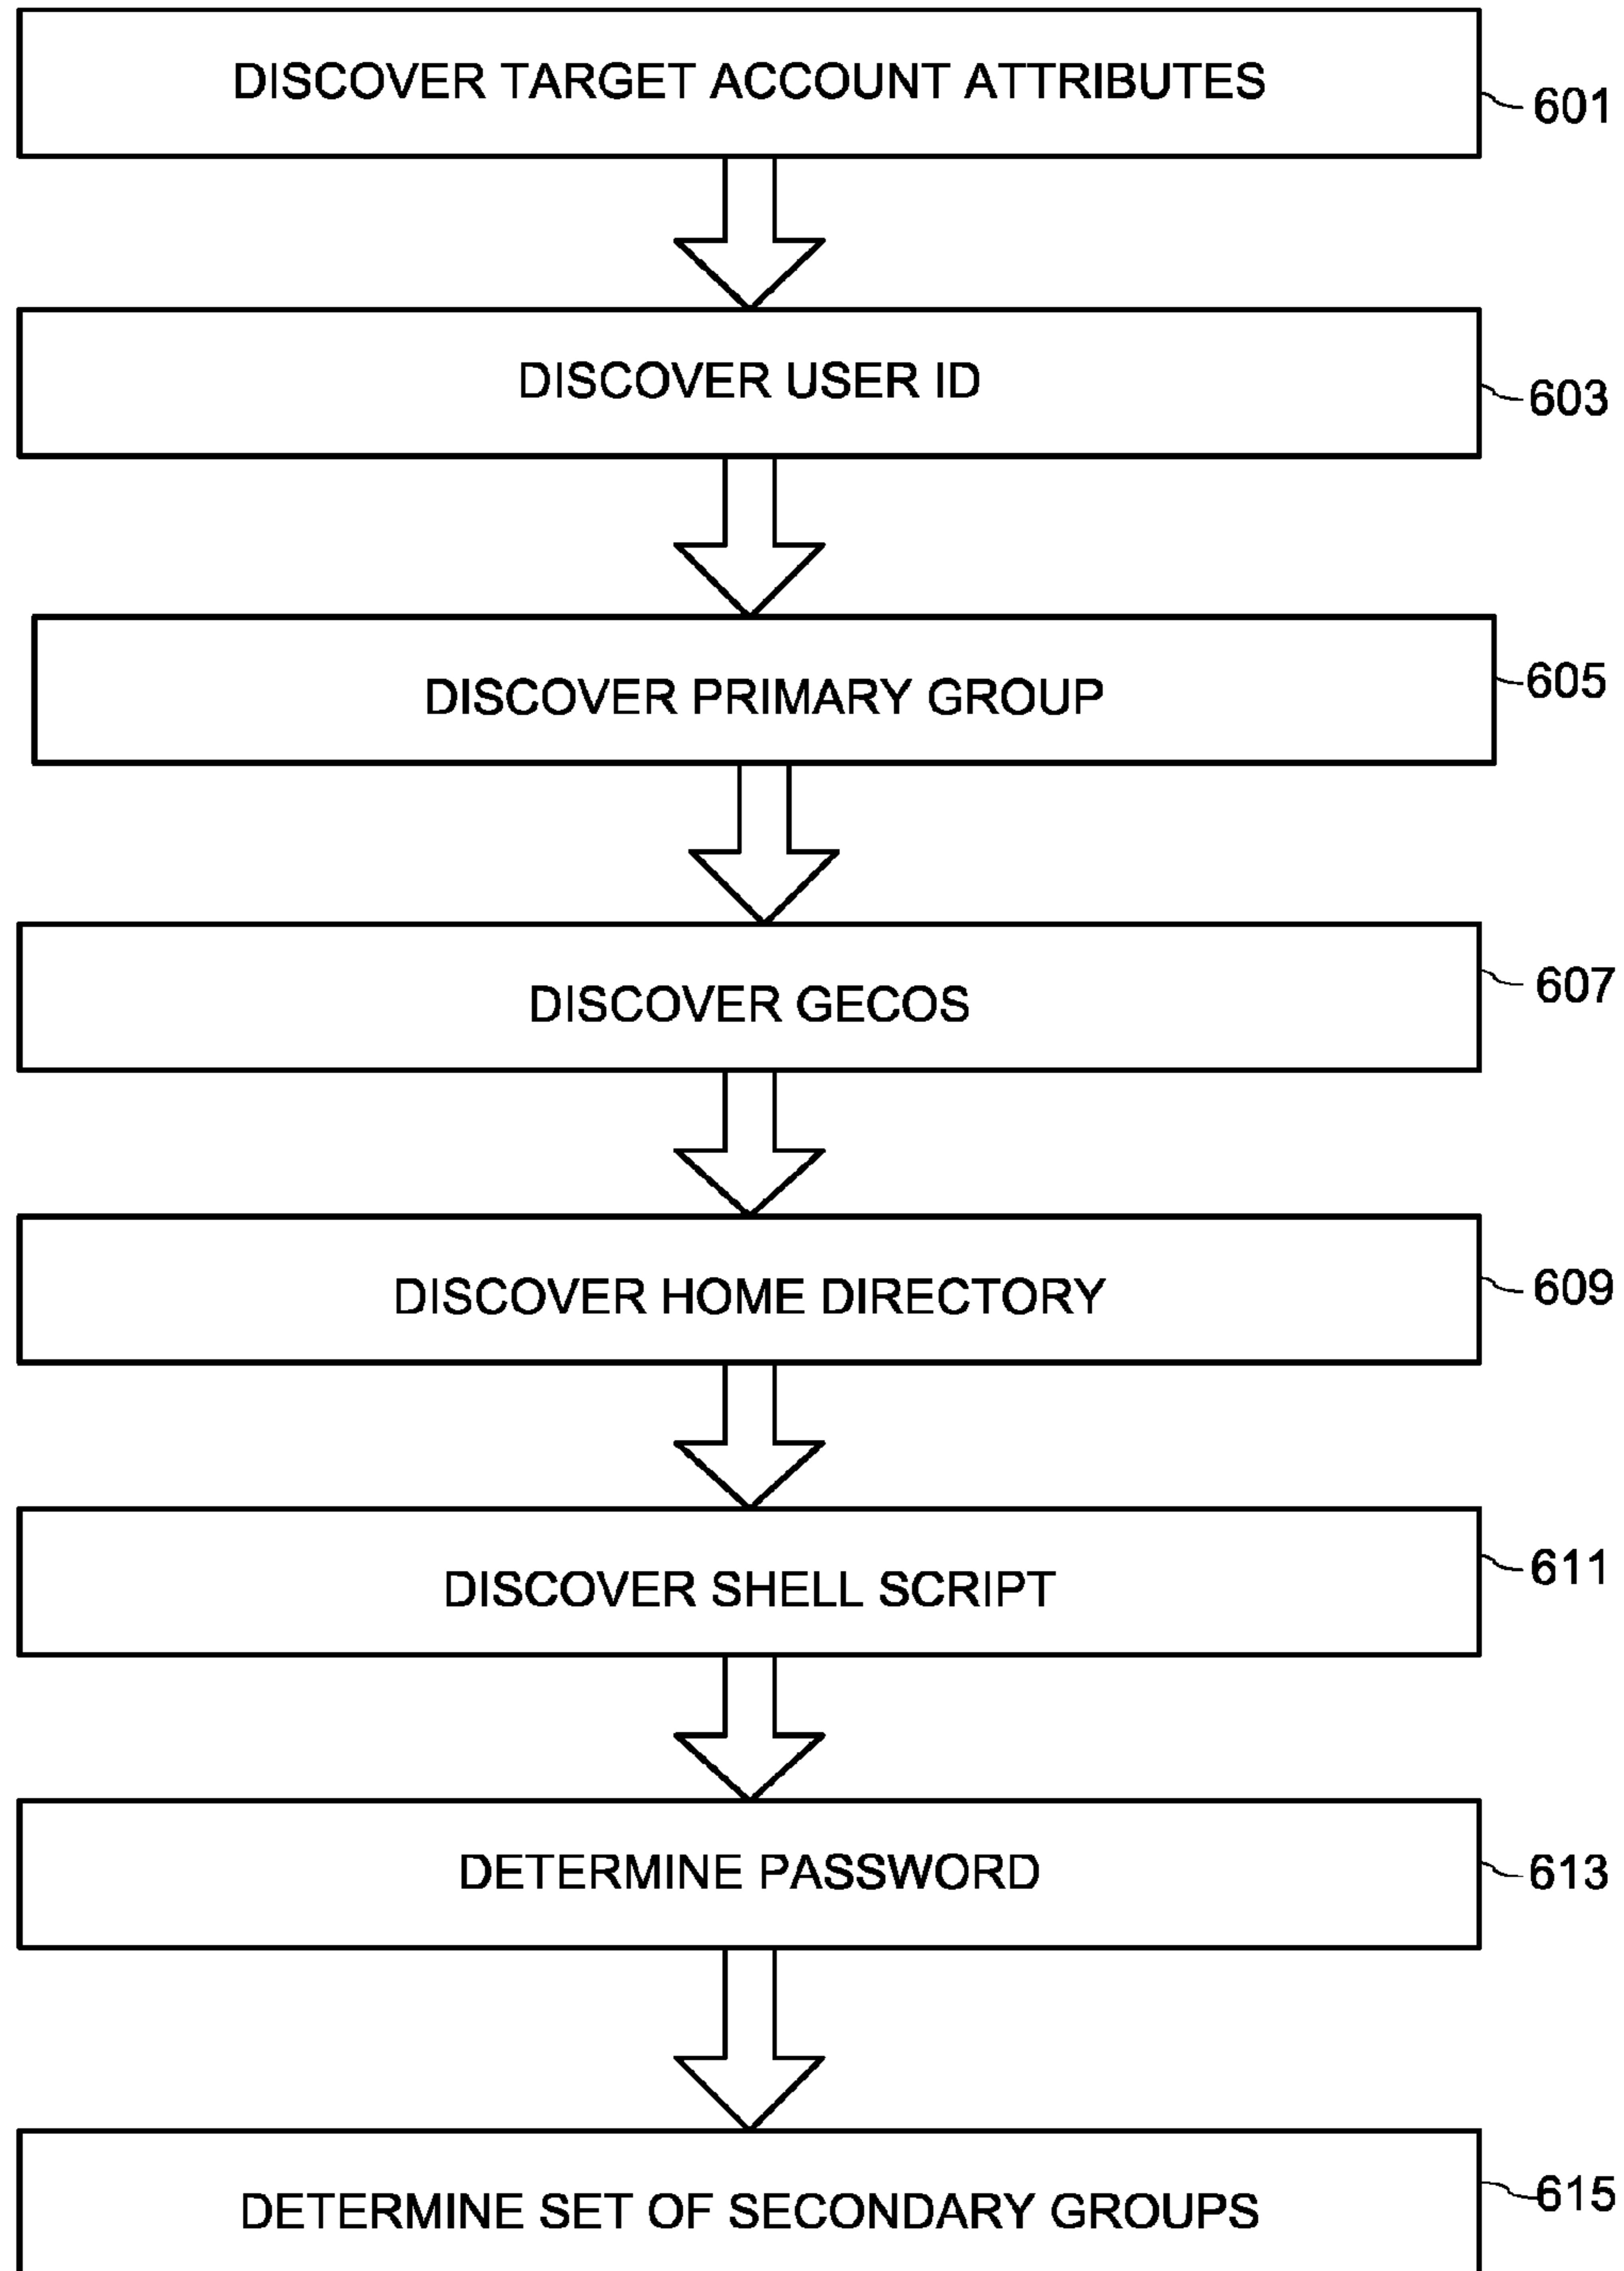 DISCOVER TARGET ACCOUNT ATTRIBUTES
601
DISCOVER USER ID
603
DISCOVER PRIMARY GROUP
605
DISCOVER GECOS
607
DISCOVER HOME DIRECTORY
609
DISCOVER SHELL SCRIPT
611
DETERMINE PASSWORD
613
DETERMINE SET OF SECONDARY GROUPS
615